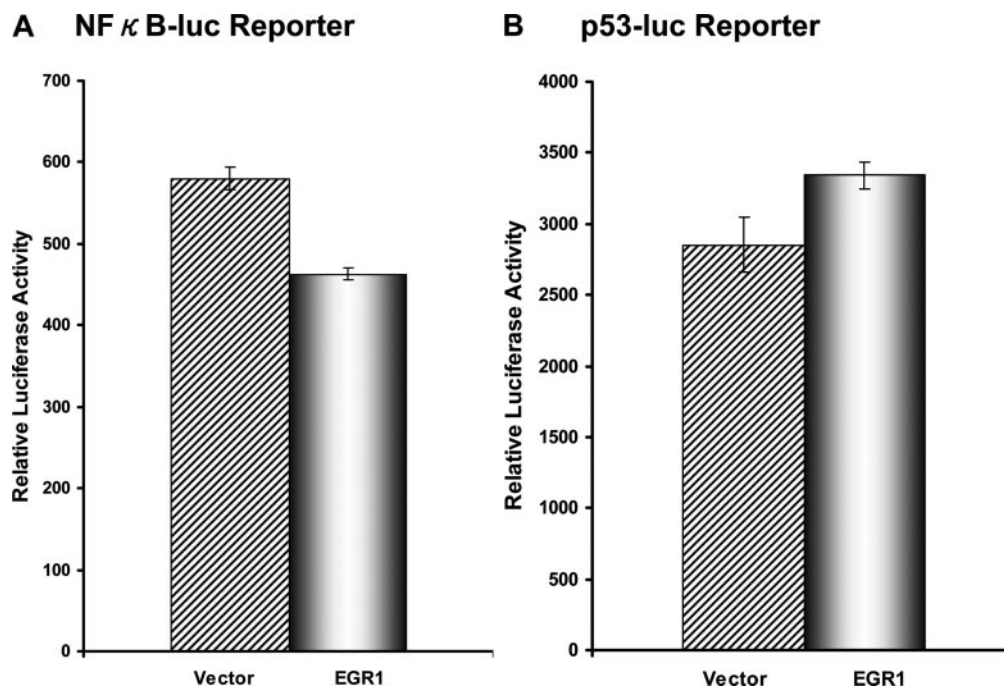 A NF κ B-luc Reporter
Relative Luciferase Activity
700
600
500
400
300
200
100
0
Vector EGR1
B p53-luc Reporter
Relative Luciferase Activity
4000
3500
3000
2500
2000
1500
1000
500
0
Vector EGR1